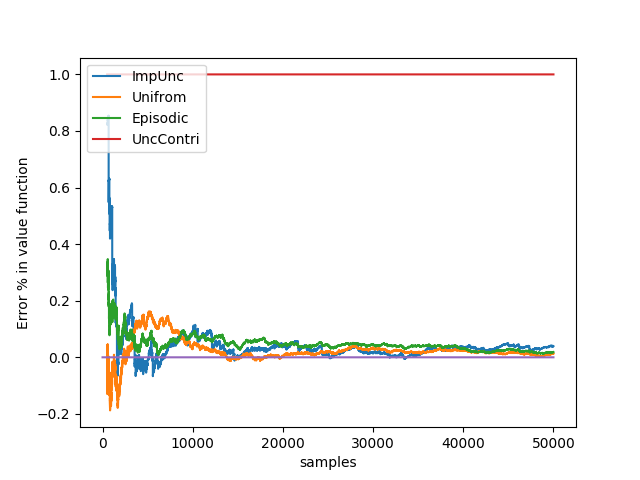 1.0
0.8
0.6
0.4
0.2
0.0
−0.2
Error % in value function
ImpUnc
Unifrom
Episodic
UncContri
0 10000 20000 30000 40000 50000
samples